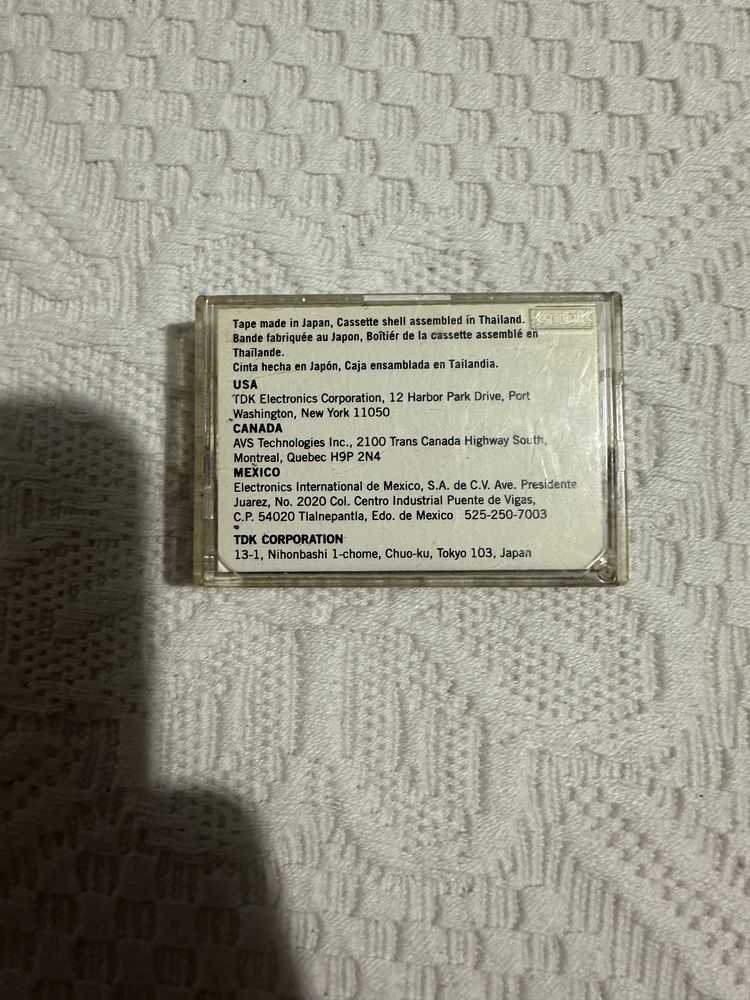 Tape made in Japan, Cassette shell assembled in Thailand.
TDK
Bande fabriquée au Japon, Boîtiér de la cassette assemblé en
Thaïlande.
Cinta hecha en Japón, Caja ensamblada en Tailandia.
USA
TDK Electronics Corporation, 12 Harbor Park Drive, Port
Washington, New York 11050
CANADA
AVS Technologies Inc., 2100 Trans Canada Highway South,
Montreal, Quebec H9P 2N4
MEXICO
Electronics International de Mexico, S.A. de C.V. Ave. Presidente
Juarez, No. 2020 Col. Centro Industrial Puente de Vigas,
C.P. 54020 Tlalnepantla, Edo. de Mexico 525-250-7003
TDK CORPORATION
13-1, Nihonbashi 1-chome, Chuo-ku, Tokyo 103, Japan